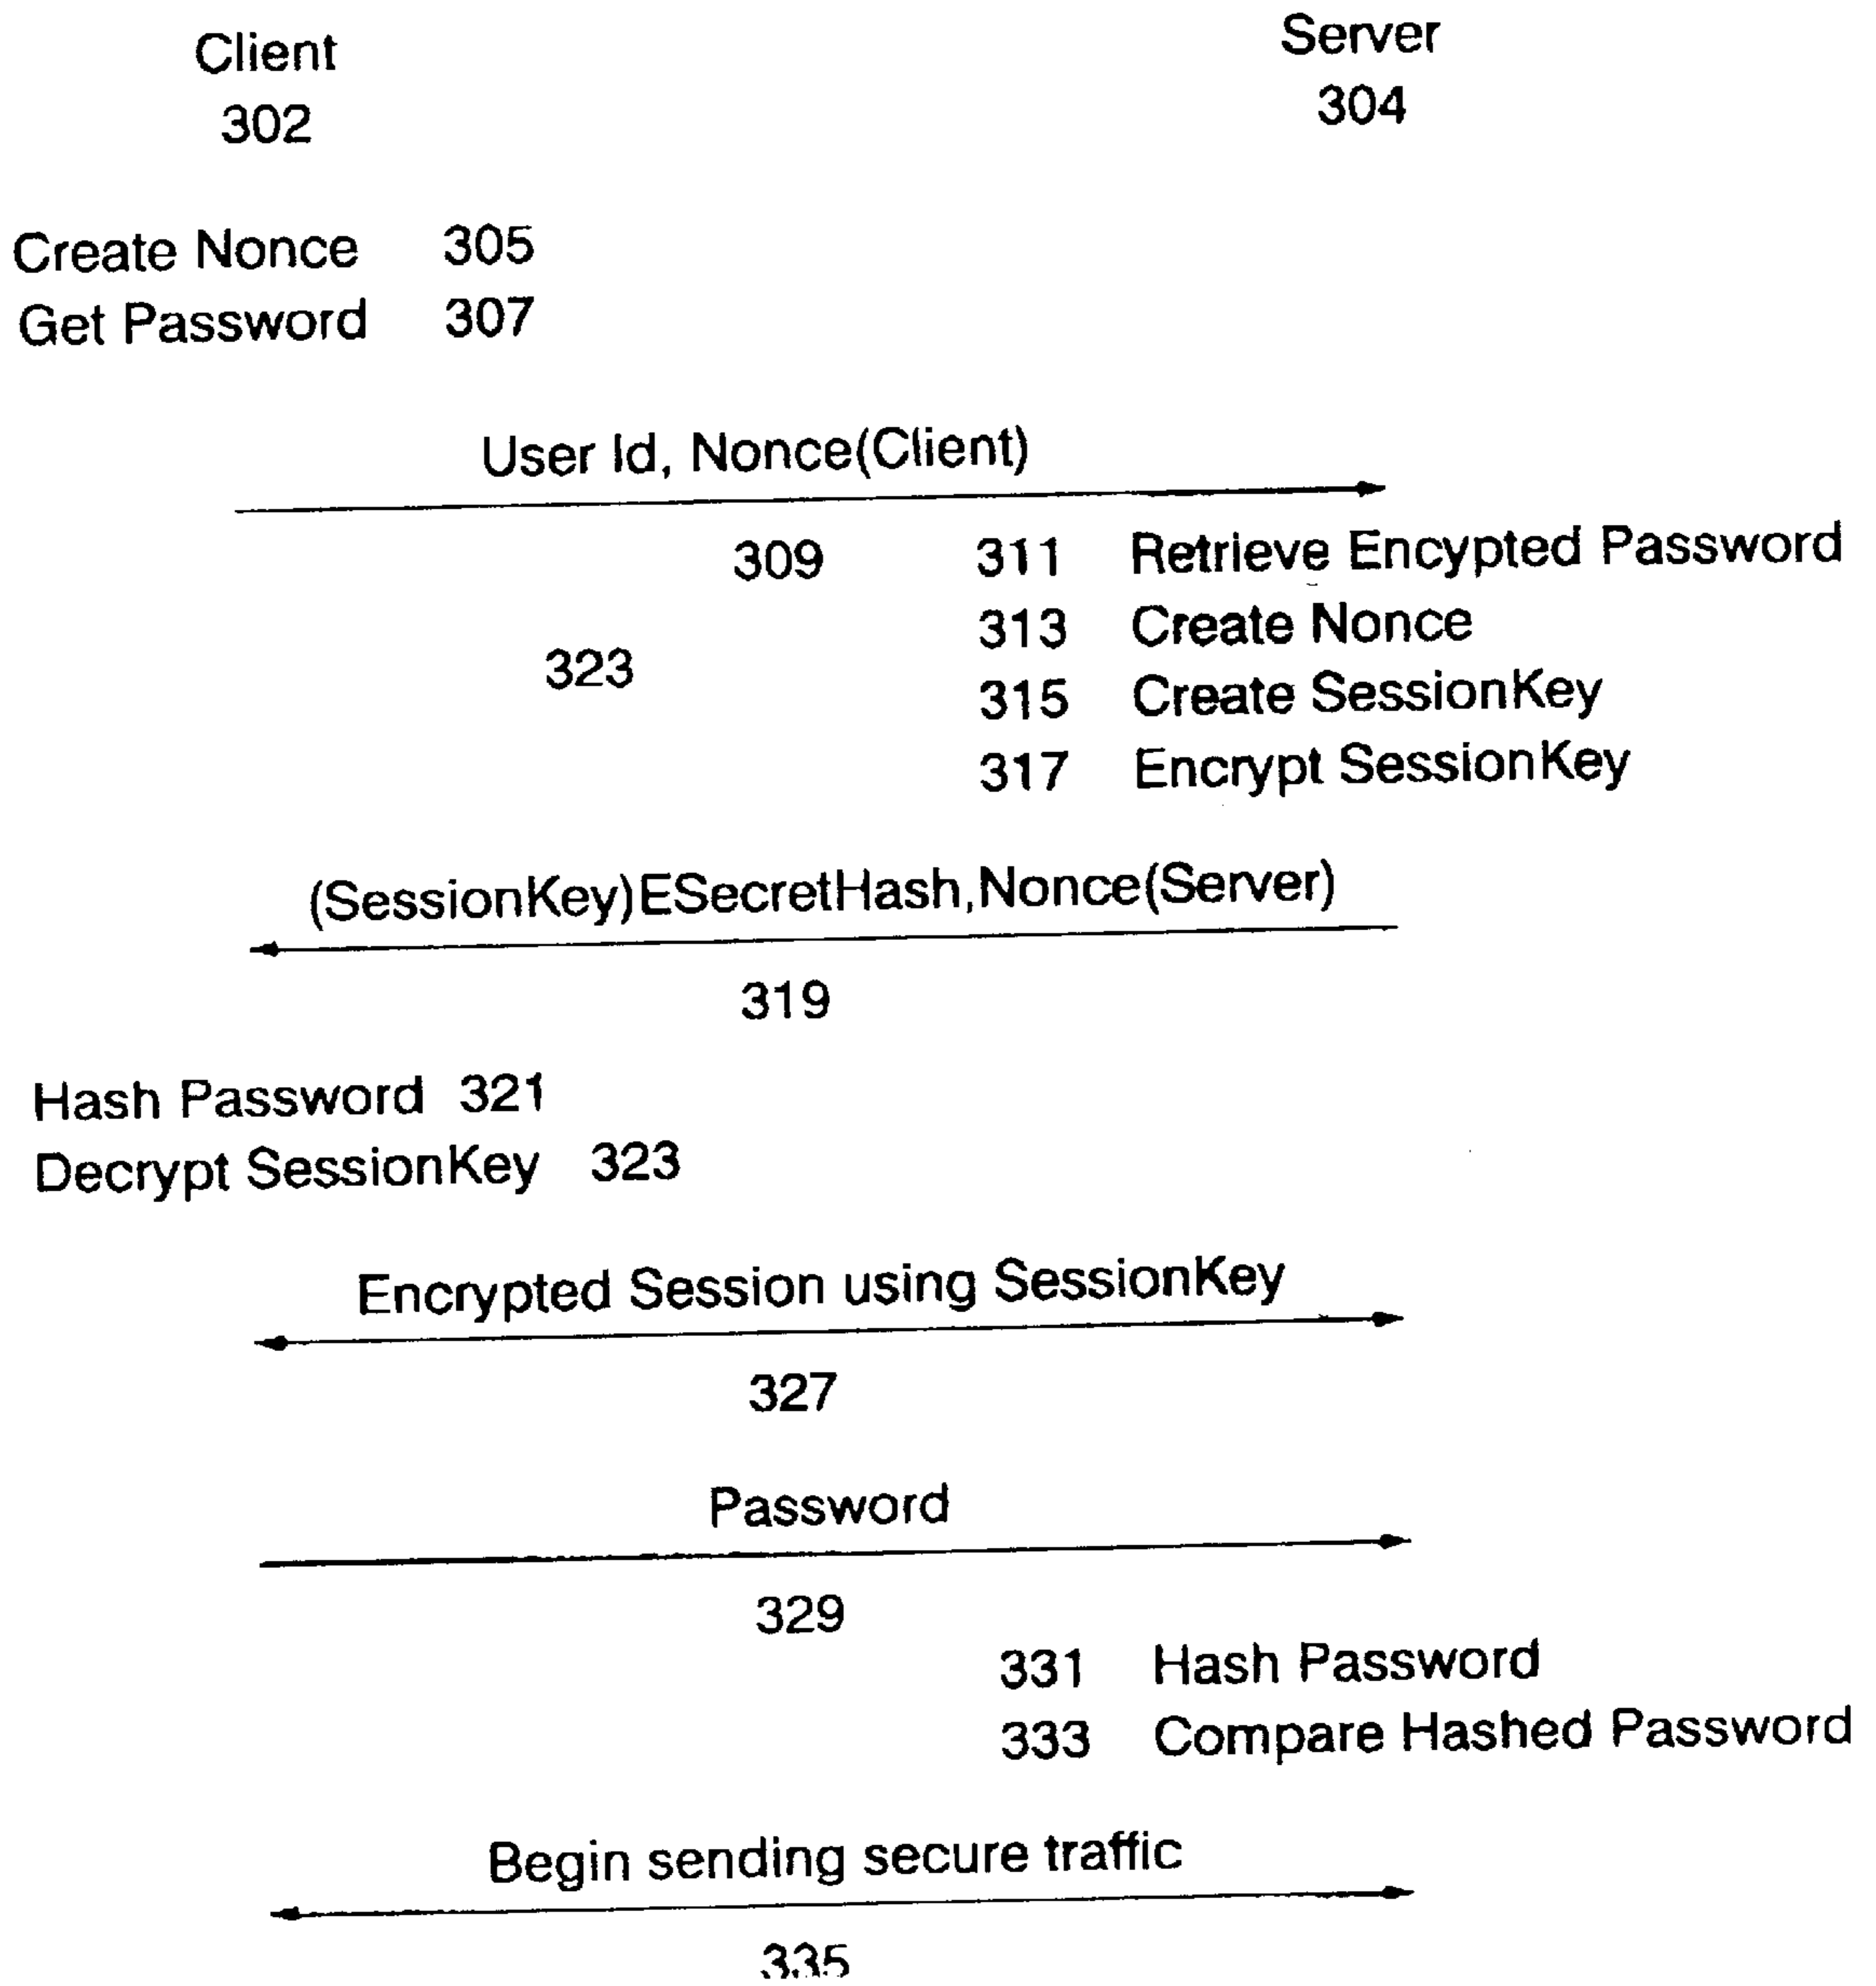 Client
302
Server
304
Create Nonce 305
Get Password 307
User Id, Nonce(Client)
309
311 Retrieve Encypted Password
313 Create Nonce
323
315 Create SessionKey
317 Encrypt SessionKey
(SessionKey)ESecretHash,Nonce(Server)
319
Hash Password 321
Decrypt SessionKey 323
Encrypted Session using SessionKey
327
Password
329
331 Hash Password
333 Compare Hashed Password
Begin sending secure traffic
335